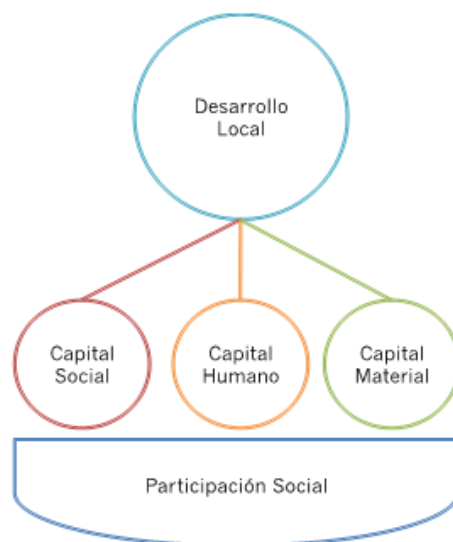 Desarrollo
Local
Capital
Social
Capital
Humano
Capital
Material
Participación Social